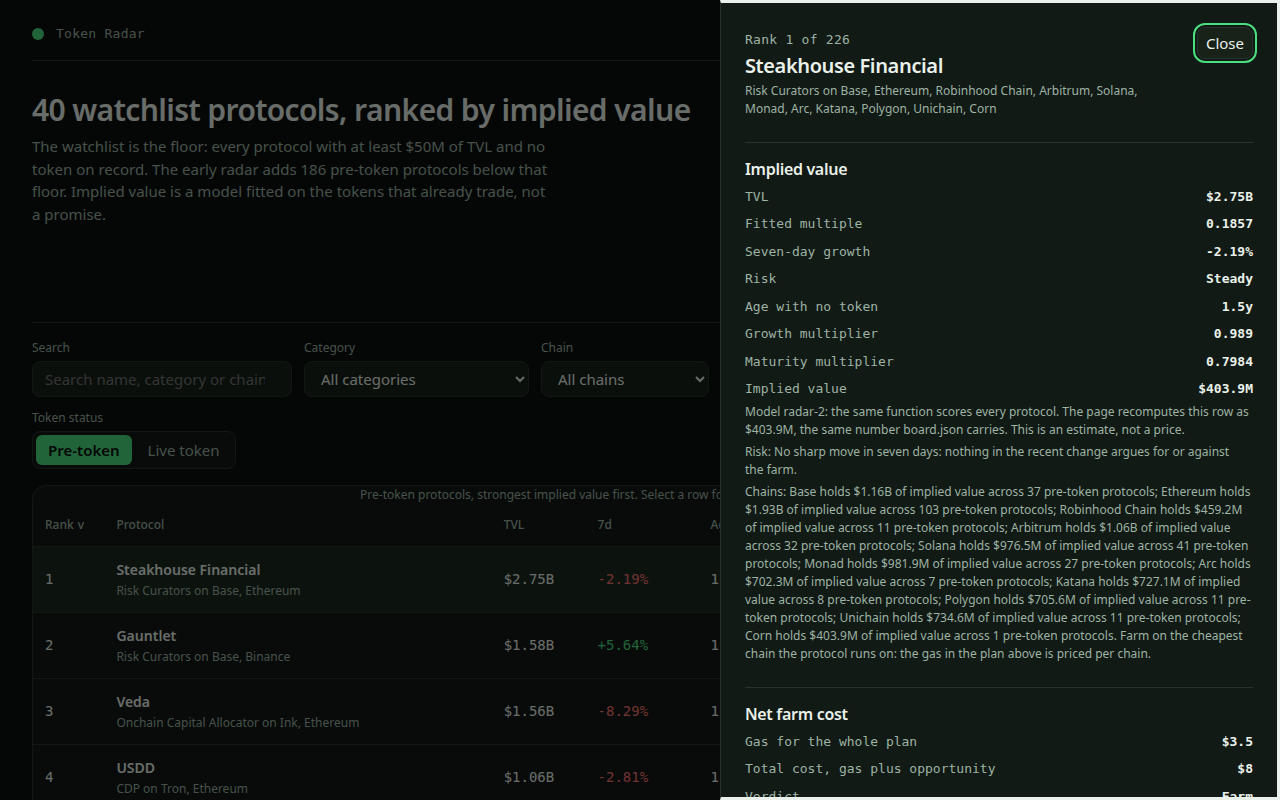 Token Radar
40 watchlist protocols, ranked by implied value
The watchlist is the floor: every protocol with at least $50M of TVL and no
token on record. The early radar adds 186 pre-token protocols below that
floor. Implied value is a model fitted on the tokens that already trade, not
a promise.
Search
Category
Chain
Search name, category or chain
All categories
All chains
Token status
Pre-token
Live token
Pre-token protocols, strongest implied value first. Select a row fo
Rank v
Protocol
TVL
7d
1
Steakhouse Financial
Risk Curators on Base, Ethereum
$2.75B
-2.19%
2
Gauntlet
Risk Curators on Base, Binance
$1.58B
+5.64%
3
Veda
Onchain Capital Allocator on Ink, Ethereum
$1.56B
-8.29%
4
USDD
CDP on Tron, Ethereum
$1.06B
-2.81%
Rank 1 of 226
Close
Steakhouse Financial
Risk Curators on Base, Ethereum, Robinhood Chain, Arbitrum, Solana,
Monad, Arc, Katana, Polygon, Unichain, Corn
Implied value
TVL $2.75B
Fitted multiple 0.1857
Seven-day growth -2.19%
Risk Steady
Age with no token 1.5y
Growth multiplier 0.989
Maturity multiplier 0.7984
Implied value $403.9M
Model radar-2: the same function scores every protocol. The page recomputes this row as
$403.9M, the same number board.json carries. This is an estimate, not a price.
Risk: No sharp move in seven days: nothing in the recent change argues for or against
the farm.
Chains: Base holds $1.16B of implied value across 37 pre-token protocols; Ethereum holds
$1.93B of implied value across 103 pre-token protocols; Robinhood Chain holds $459.2M
of implied value across 11 pre-token protocols; Arbitrum holds $1.06B of implied value
across 32 pre-token protocols; Solana holds $976.5M of implied value across 41 pre-token
protocols; Monad holds $981.9M of implied value across 27 pre-token protocols; Arc holds
$702.3M of implied value across 7 pre-token protocols; Katana holds $727.1M of implied
value across 8 pre-token protocols; Polygon holds $705.6M of implied value across 11 pre-
token protocols; Unichain holds $734.6M of implied value across 11 pre-token protocols;
Corn holds $403.9M of implied value across 1 pre-token protocols. Farm on the cheapest
chain the protocol runs on: the gas in the plan above is priced per chain.
Net farm cost
Gas for the whole plan $3.5
Total cost, gas plus opportunity $8
Verdict Farm